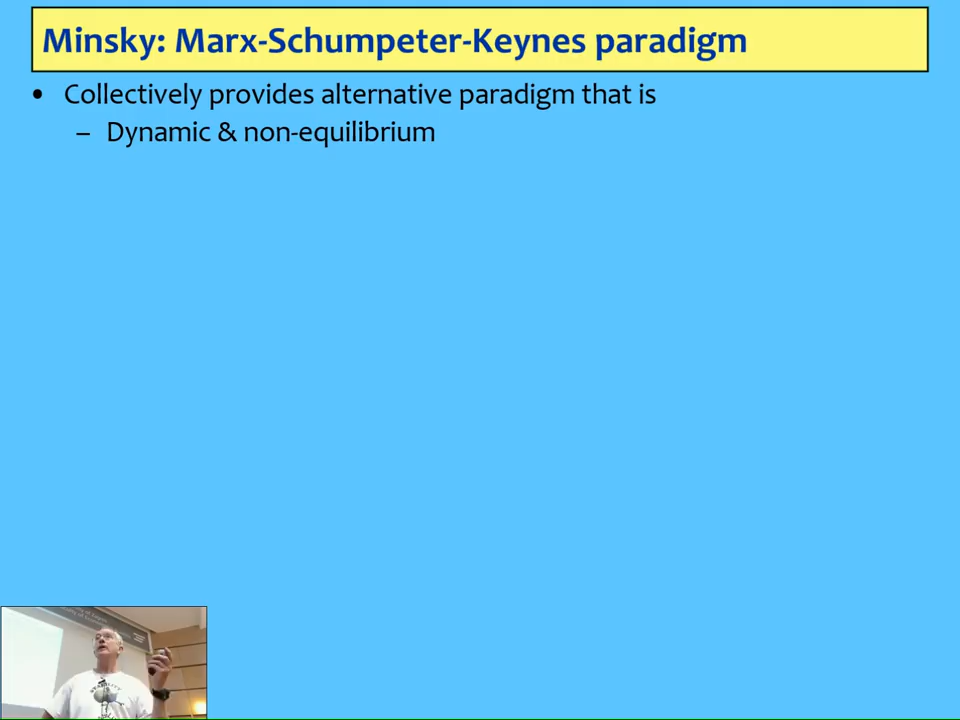 Minsky: Marx-Schumpeter-Keynes paradigm
• Collectively provides alternative paradigm that is
– Dynamic & non-equilibrium